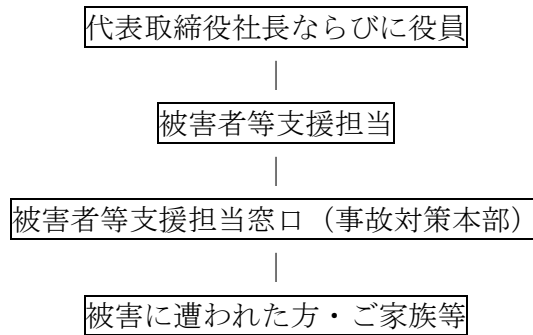 代表取締役社長ならびに役員
被害者等支援担当
被害者等支援担当窓口（事故対策本部）
被害に遭われた方・ご家族等